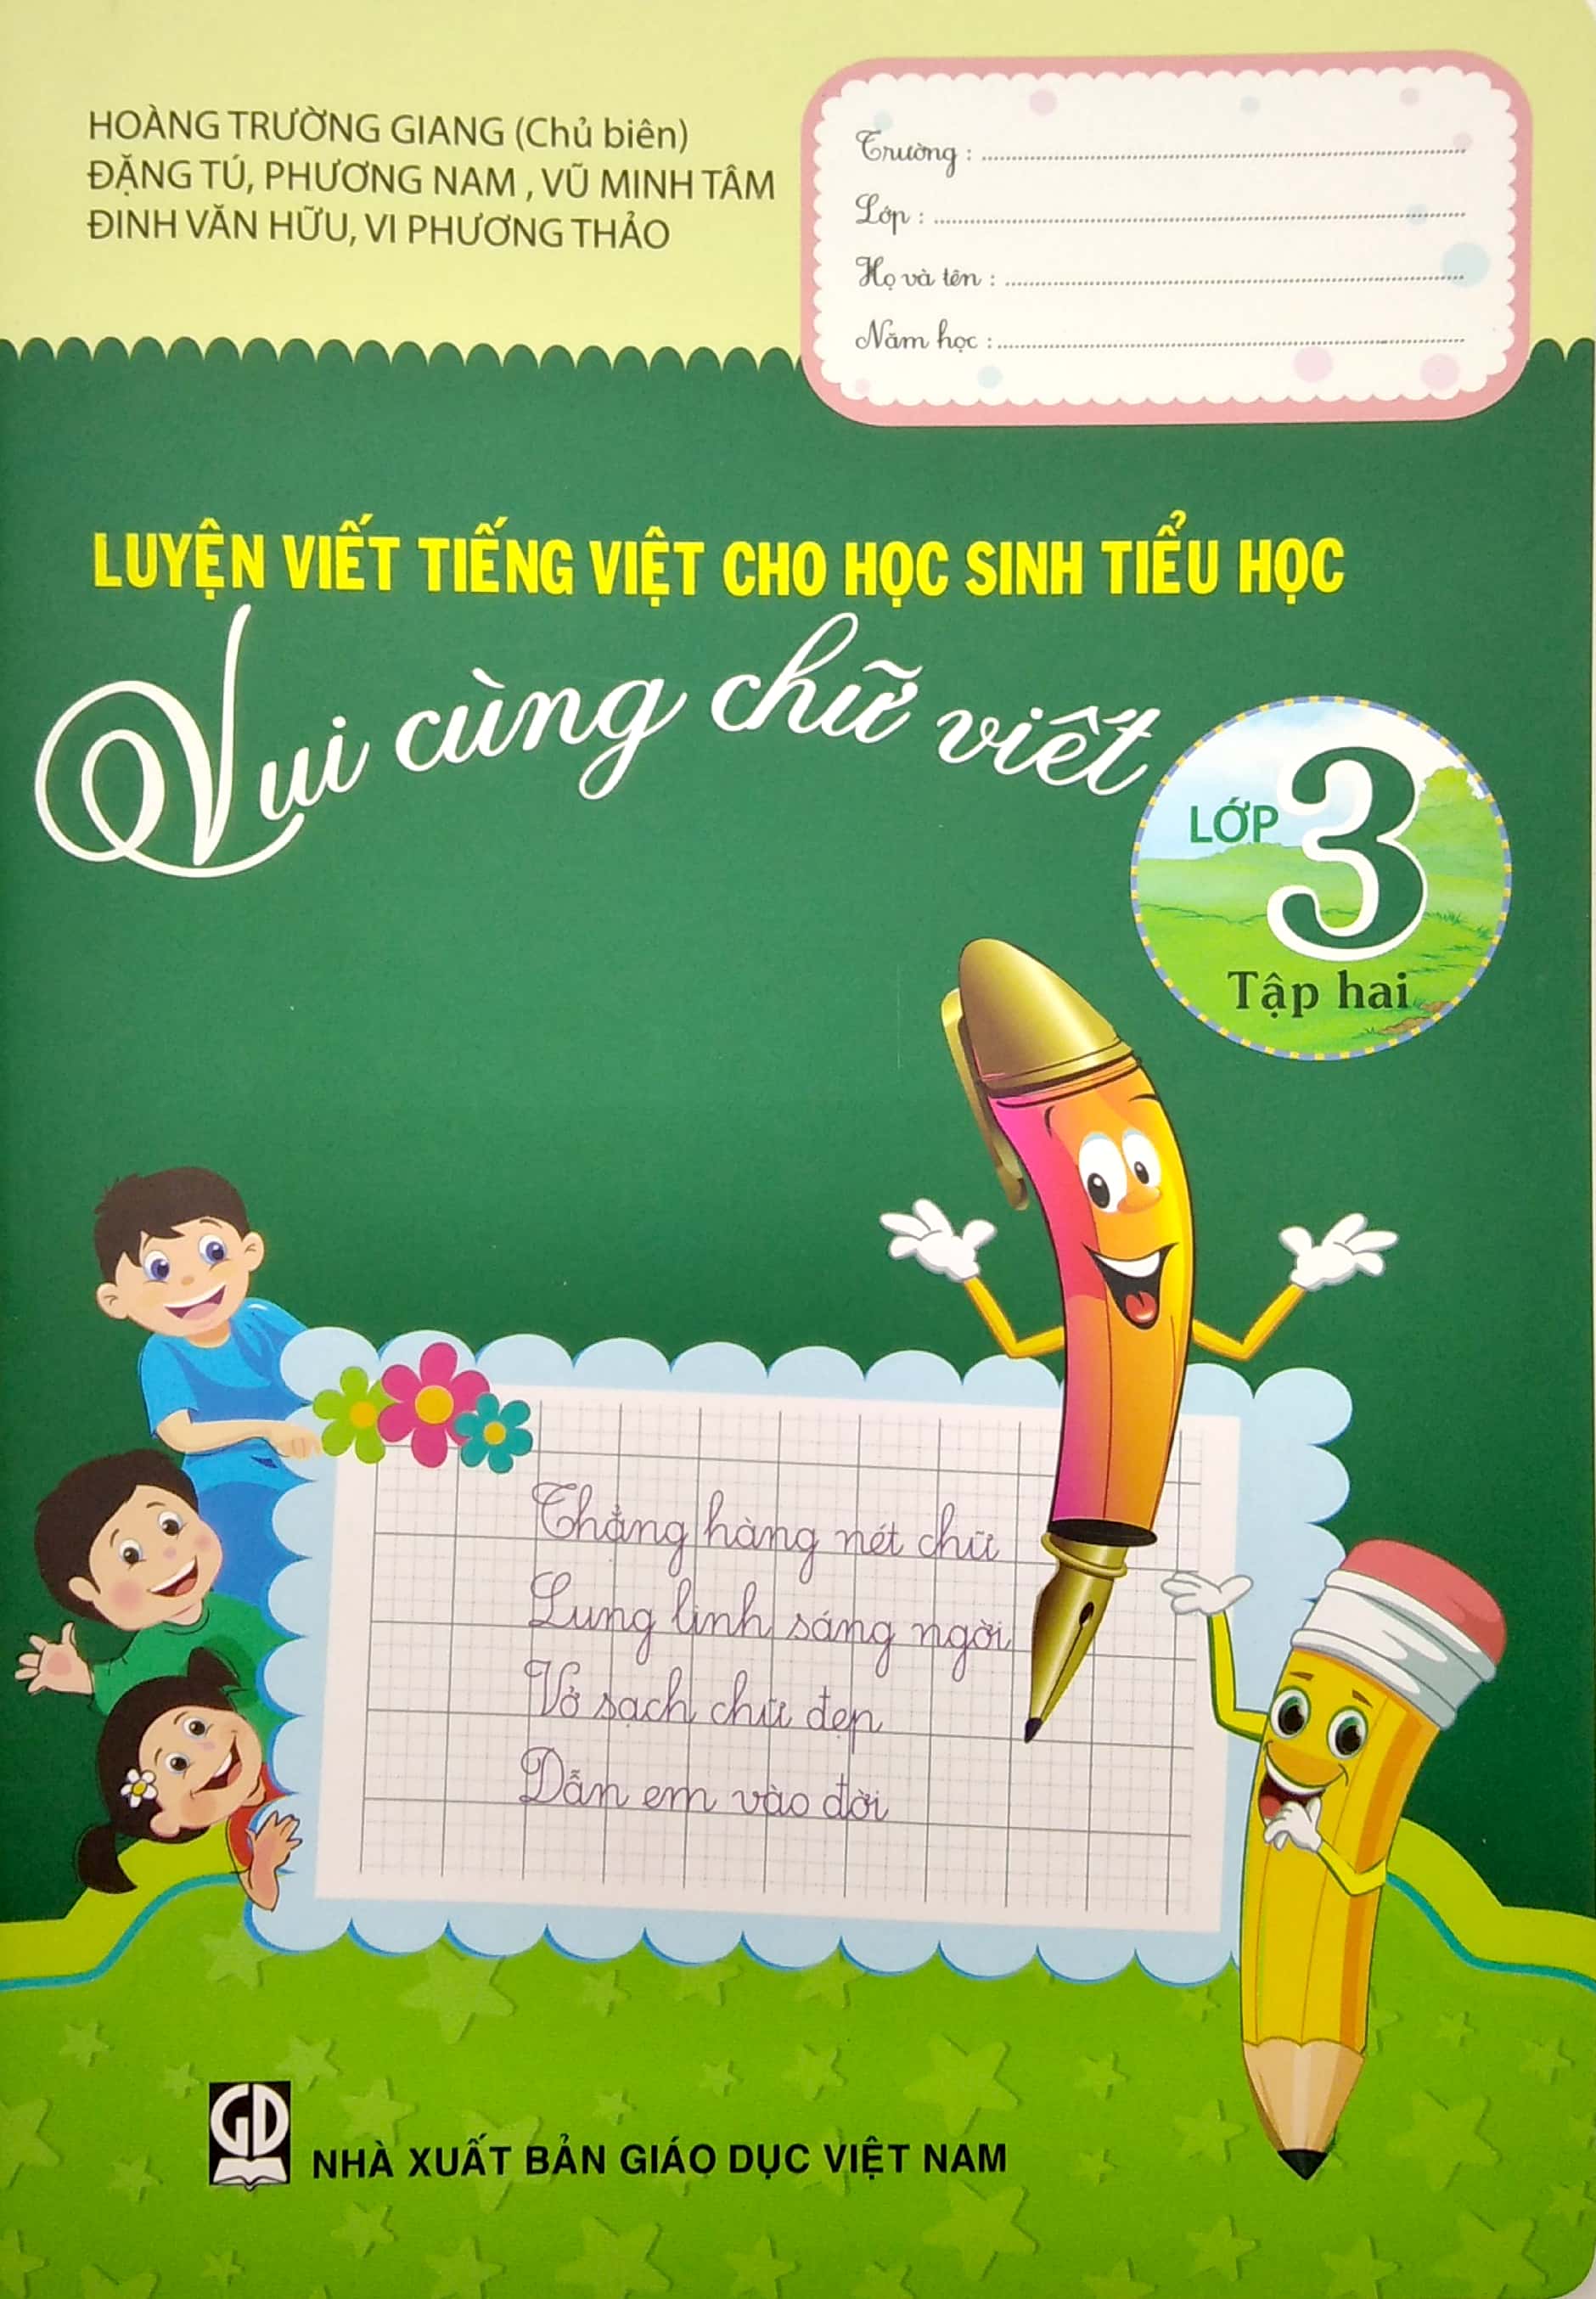 HOÀNG TRƯỜNG GIANG (Chủ biên)
ĐẶNG TÚ, PHƯƠNG NAM , VŨ MINH TÂM
ĐINH VĂN HỮU, VI PHƯƠNG THẢO
Trường :
Lớp :
Họ và tên :
Năm học :
LUYỆN VIẾT TIẾNG VIỆT CHO HỌC SINH TIỂU HỌC
Vui cùng chữ viết
LỚP 3
Tập hai
Thẳng hàng nét chữ
Lung linh sáng ngời
Vở sạch chữ đẹp
Dẫn em vào đời
GD
NHÀ XUẤT BẢN GIÁO DỤC VIỆT NAM